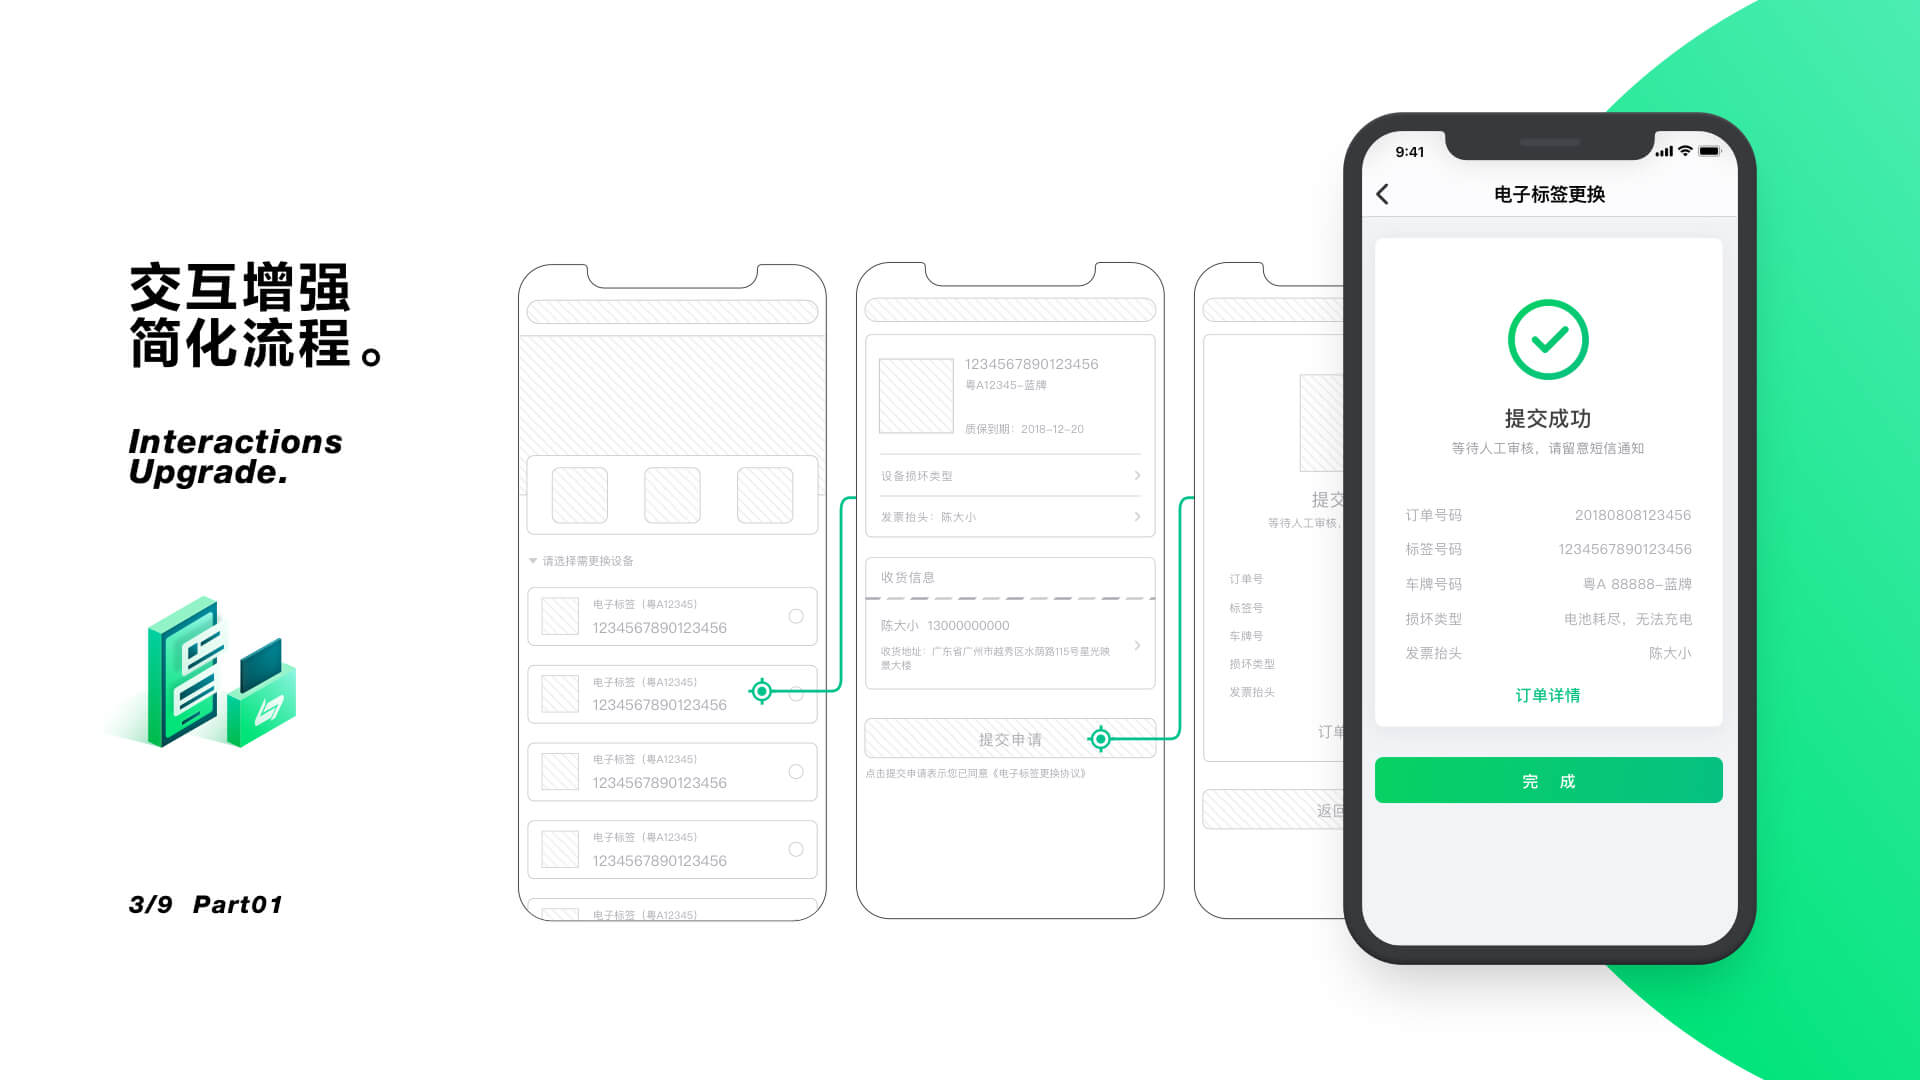 交互增强
简化流程。
Interactions
Upgrade.
3/9 Part01
请选择需更换设备
电子标签（粤A12345）
1234567890123456
电子标签（粤A12345）
1234567890123456
电子标签（粤A12345）
1234567890123456
电子标签（粤A12345）
1234567890123456
电子标签（粤A12345）
1234567890123456
粤A12345-蓝牌
质保到期：2018-12-20
设备损坏类型
发票抬头：陈大小
收货信息
陈大小 13000000000
收货地址：广东省广州市越秀区水荫路115号星光映
景大楼
提交申请
点击提交申请表示您已同意《电子标签更换协议》
提交
等待人工审核，
订单号
标签号
车牌号
损坏类型
发票抬头
订单
返回
9:41
电子标签更换
提交成功
等待人工审核，请留意短信通知
订单号码 20180808123456
标签号码 1234567890123456
车牌号码 粤A 88888-蓝牌
损坏类型 电池耗尽，无法充电
发票抬头 陈大小
订单详情
完 成